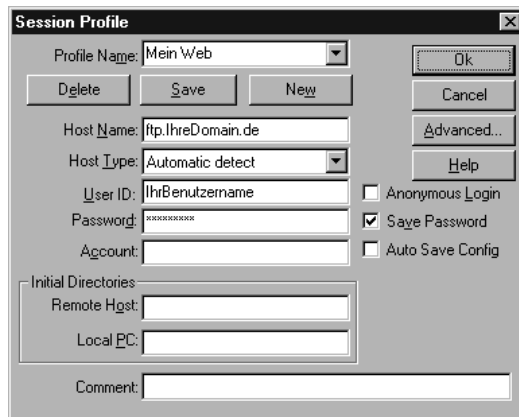 Session Profile
Profile Name: Mein Web
Ok
Delete Save New
Cancel
Host Name: ftp.IhreDomain.de
Advanced...
Host Type: Automatic detect
Help
User ID: IhrBenutzername
Anonymous Login
Password: *********
Save Password
Account:
Auto Save Config
Initial Directories
Remote Host:
Local PC:
Comment: